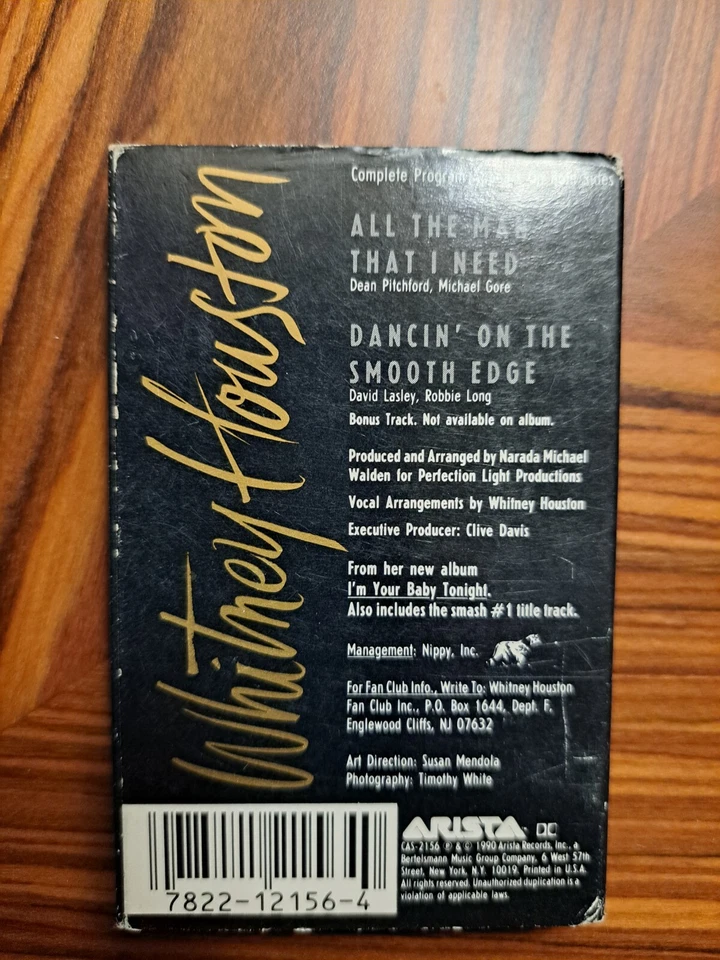 Whitney Houston
Complete Program Both Sides
ALL THE MAN
THAT I NEED
Dean Pitchford, Michael Gore
DANCIN' ON THE
SMOOTH EDGE
David Lasley, Robbie Long
Bonus Track. Not available on album.
Produced and Arranged by Narada Michael
Walden for Perfection Light Productions
Vocal Arrangements by Whitney Houston
Executive Producer: Clive Davis
From her new album
I'm Your Baby Tonight.
Also includes the smash #1 title track.
Management: Nippy, Inc.
For Fan Club Info., Write To: Whitney Houston
Fan Club Inc., P.O. Box 1644, Dept. F,
Englewood Cliffs, NJ 07632
Art Direction: Susan Mendola
Photography: Timothy White
ARISTA
CAS-2156 ℗ & © 1990 Arista Records, Inc., a
Bertelsmann Music Group Company. 6 West 57th
Street, New York, N.Y. 10019. Printed in U.S.A.
All rights reserved. Unauthorized duplication is a
violation of applicable laws.
7822-12156-4